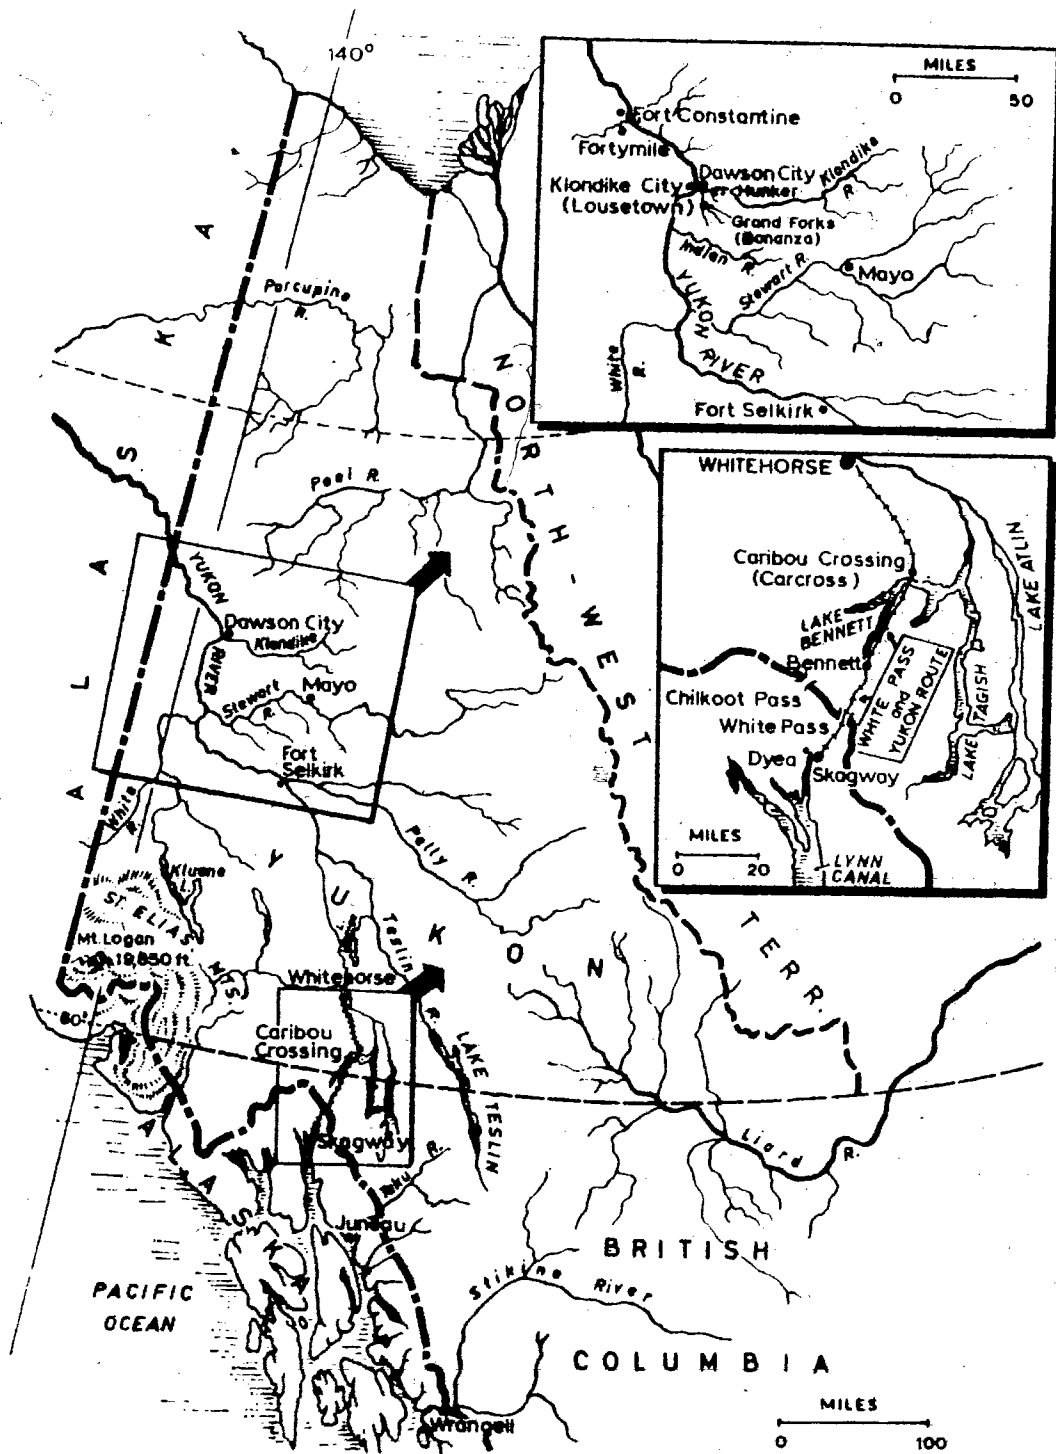 140°
ALASKA
Porcupine
R.
NORTH-WEST TERR.
Peel R.
YUKON
RIVER
Dawson City
Klondike
Stewart
R.
Mayo
Fort
Selkirk
White
R.
Pelly
R.
Kluane
L.
ST. ELIAS
MTS.
Mt. Logan
19,850 ft.
YUKON
Teslin
R.
Whitehorse
60°
Caribou
Crossing
LAKE
TESLIN
Skagway
Taku R.
Juneau
ALASKA
PACIFIC
OCEAN
Liard
R.
BRITISH
COLUMBIA
Stikine River
Wrangell
MILES
0 100
MILES
0 50
Fort Constantine
Fortymile
Dawson City
Klondike
R.
Klondike City
(Lousetown)
Hunker
Grand Forks
(Bonanza)
Indian R.
Stewart R.
Mayo
YUKON
RIVER
White
R.
Fort Selkirk
WHITEHORSE
Caribou Crossing
(Carcross)
LAKE ATLIN
LAKE
BENNETT
Bennett
Chilkoot Pass
White Pass
WHITE PASS
and
YUKON ROUTE
LAKE TAGISH
Dyea
Skagway
MILES
0 20
LYNN
CANAL